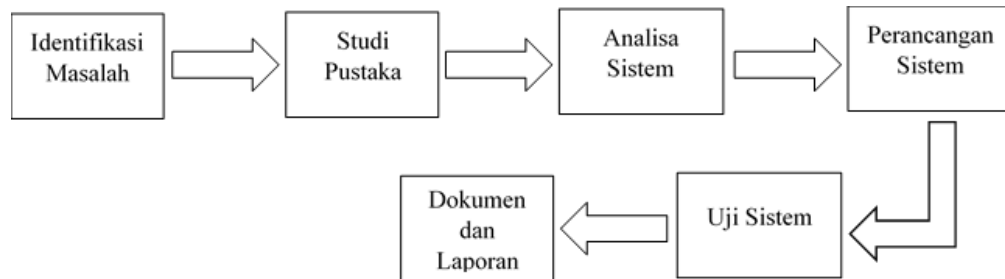 Identifikasi
Masalah
Studi
Pustaka
Analisa
Sistem
Perancangan
Sistem
Uji Sistem
Dokumen
dan
Laporan